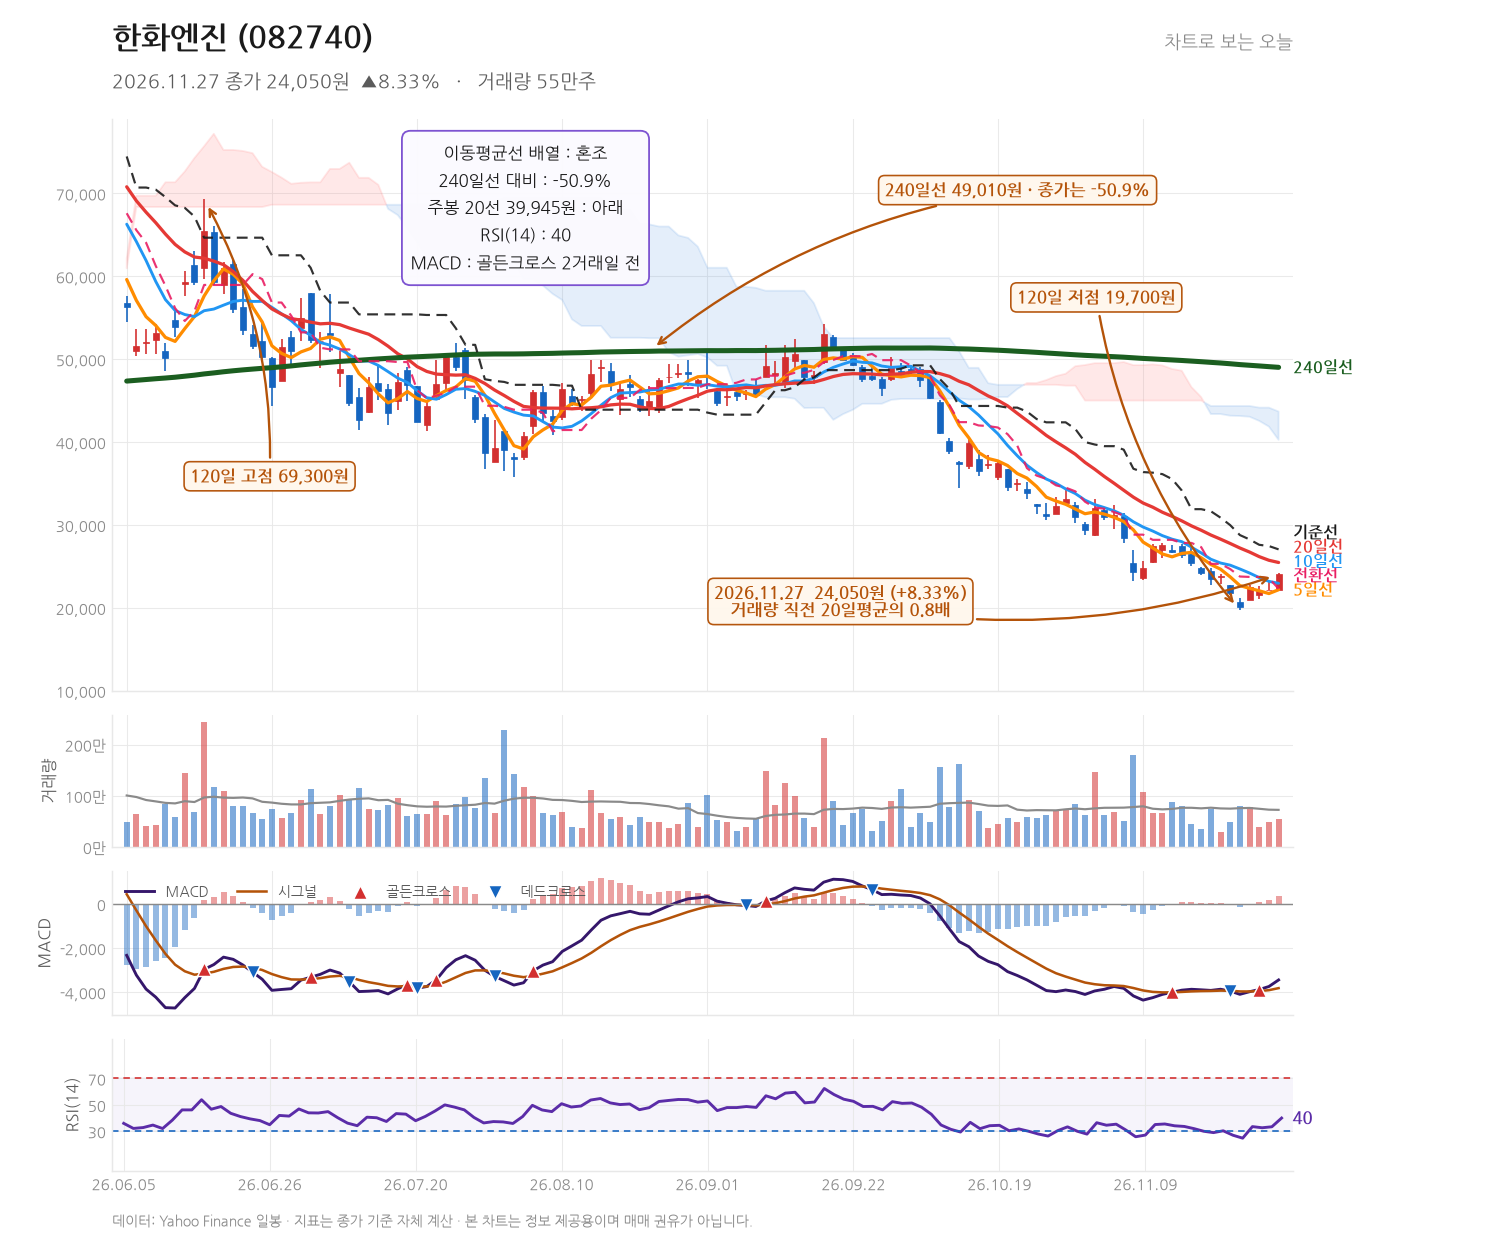 한화엔진 (082740)
차트로 보는 오늘
2026.11.27 종가 24,050원 ▲8.33% · 거래량 55만주
이동평균선 배열 : 혼조
240일선 대비 : -50.9%
주봉 20선 39,945원 : 아래
RSI(14) : 40
MACD : 골든크로스 2거래일 전
240일선 49,010원 · 종가는 -50.9%
120일 저점 19,700원
120일 고점 69,300원
2026.11.27 24,050원 (+8.33%)
거래량 직전 20일평균의 0.8배
70,000
60,000
50,000
40,000
30,000
20,000
10,000
240일선
기준선
20일선
10일선
전환선
5일선
거래량
200만
100만
0만
MACD
MACD
시그널
골든크로스
데드크로스
0
-2,000
-4,000
RSI(14)
70
50
30
40
26.06.05
26.06.26
26.07.20
26.08.10
26.09.01
26.09.22
26.10.19
26.11.09
데이터: Yahoo Finance 일봉 · 지표는 종가 기준 자체 계산 · 본 차트는 정보 제공용이며 매매 권유가 아닙니다.